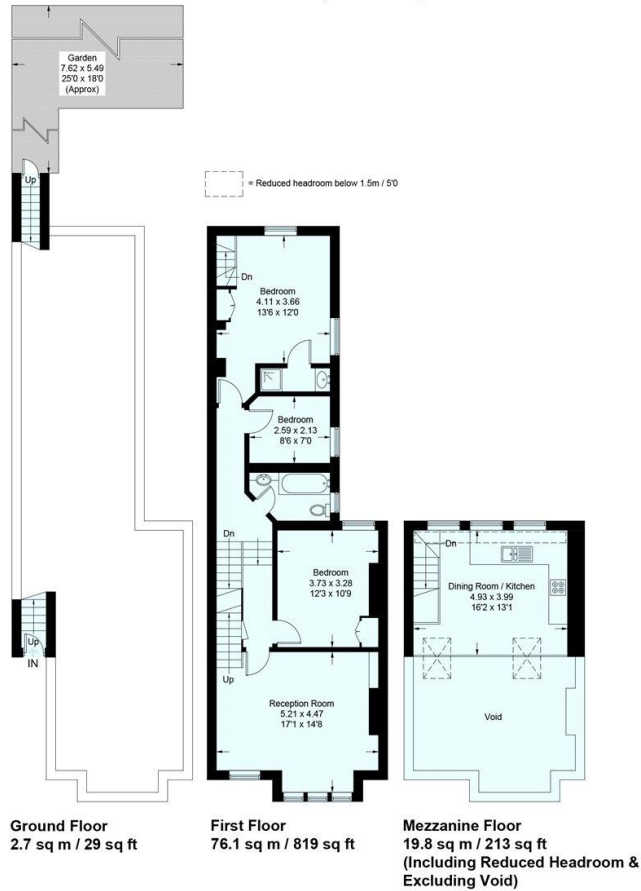 Garden
7.62 x 5.49
25'0 x 18'0
(Approx)
Up
= Reduced headroom below 1.5m / 5'0
Dn
Bedroom
4.11 x 3.66
13'6 x 12'0
Bedroom
2.59 x 2.13
8'6 x 7'0
Dn
Bedroom
3.73 x 3.28
12'3 x 10'9
Up
Reception Room
5.21 x 4.47
17'1 x 14'8
Dn
Dining Room / Kitchen
4.93 x 3.99
16'2 x 13'1
Void
Up
IN
Ground Floor
2.7 sq m / 29 sq ft
First Floor
76.1 sq m / 819 sq ft
Mezzanine Floor
19.8 sq m / 213 sq ft
(Including Reduced Headroom &
Excluding Void)